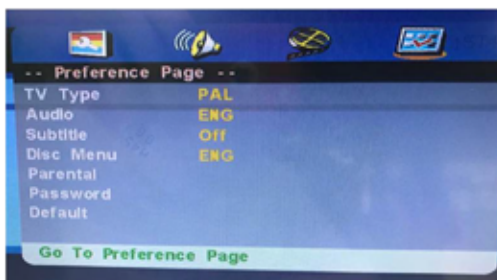 -- Preference Page --
TV Type PAL
Audio ENG
Subtitle Off
Disc Menu ENG
Parental
Password
Default
Go To Preference Page